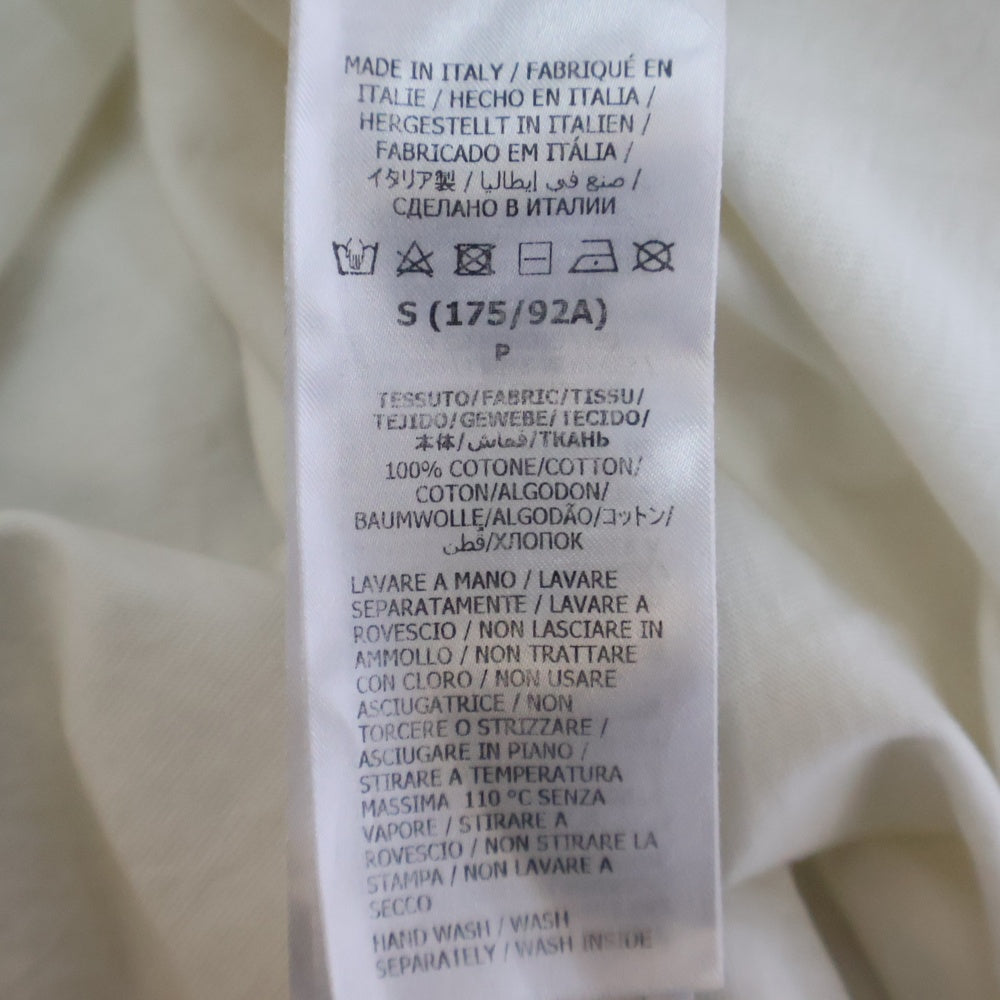 MADE IN ITALY / FABRIQUÉ EN
ITALIE / HECHO EN ITALIA /
HERGESTELLT IN ITALIEN /
FABRICADO EM ITÁLIA /
イタリア製 / صنع في إيطاليا /
СДЕЛАНО В ИТАЛИИ
S (175/92A)
P
TESSUTO/FABRIC/TISSU/
TEJIDO/GEWEBE/TECIDO/
本体/قماش/ТКАНЬ
100% COTONE/COTTON/
COTON/ALGODON/
BAUMWOLLE/ALGODÃO/コットン/
قطن/ХЛОПОК
LAVARE A MANO / LAVARE
SEPARATAMENTE / LAVARE A
ROVESCIO / NON LASCIARE IN
AMMOLLO / NON TRATTARE
CON CLORO / NON USARE
ASCIUGATRICE / NON
TORCERE O STRIZZARE /
ASCIUGARE IN PIANO /
STIRARE A TEMPERATURA
MASSIMA 110 °C SENZA
VAPORE / STIRARE A
ROVESCIO / NON STIRARE LA
STAMPA / NON LAVARE A
SECCO
HAND WASH / WASH
SEPARATELY / WASH INSIDE